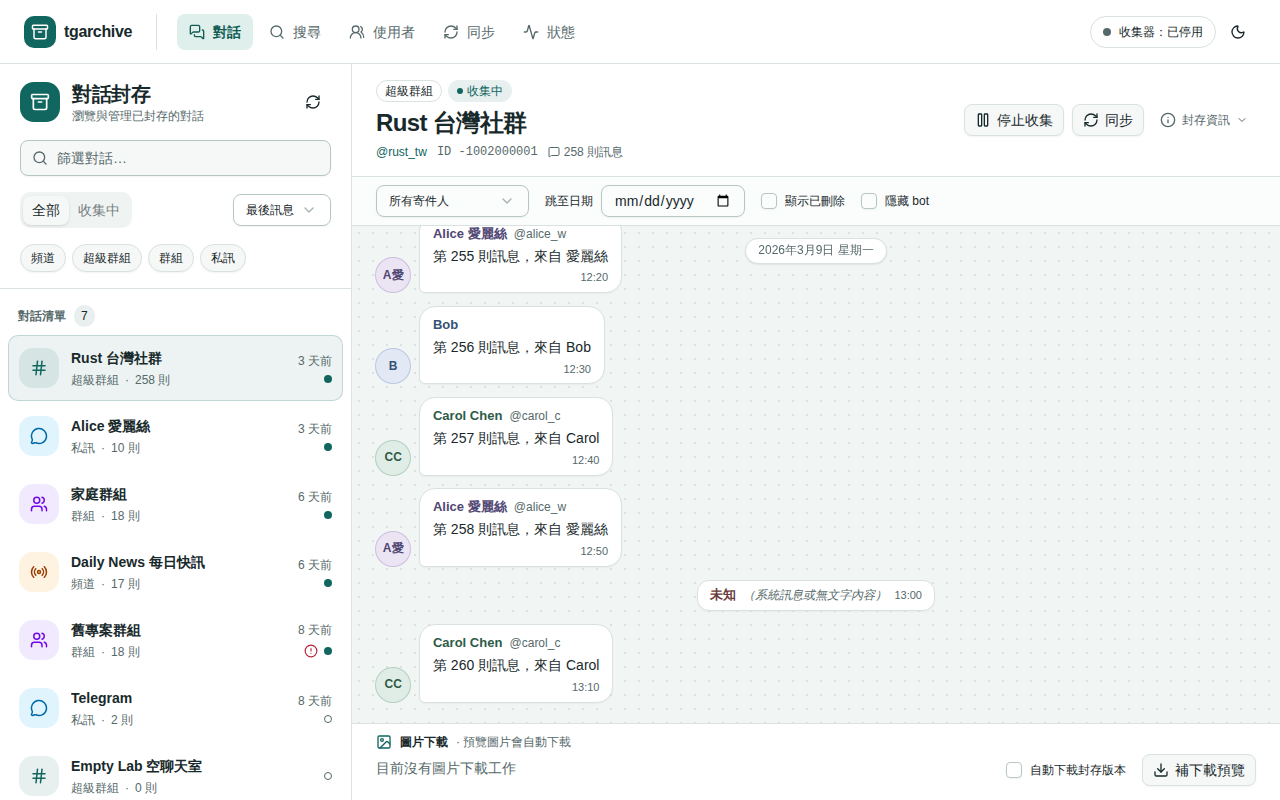 tgarchive
對話
搜尋
使用者
同步
狀態
收集器：已停用
對話封存
瀏覽與管理已封存的對話
篩選對話…
全部
收集中
最後訊息
頻道
超級群組
群組
私訊
對話清單 7
Rust 台灣社群
3 天前
超級群組 · 258 則
Alice 愛麗絲
3 天前
私訊 · 10 則
家庭群組
6 天前
群組 · 18 則
Daily News 每日快訊
6 天前
頻道 · 17 則
舊專案群組
8 天前
群組 · 18 則
Telegram
8 天前
私訊 · 2 則
Empty Lab 空聊天室
超級群組 · 0 則
超級群組
收集中
Rust 台灣社群
@rust_tw ID -1002000001 258 則訊息
停止收集
同步
封存資訊
所有寄件人
跳至日期
mm/dd/yyyy
顯示已刪除
隱藏 bot
2026年3月9日 星期一
Alice 愛麗絲 @alice_w
第 255 則訊息，來自 愛麗絲
12:20
A愛
Bob
第 256 則訊息，來自 Bob
12:30
B
Carol Chen @carol_c
第 257 則訊息，來自 Carol
12:40
CC
Alice 愛麗絲 @alice_w
第 258 則訊息，來自 愛麗絲
12:50
A愛
未知 （系統訊息或無文字內容） 13:00
Carol Chen @carol_c
第 260 則訊息，來自 Carol
13:10
CC
圖片下載 · 預覽圖片會自動下載
目前沒有圖片下載工作
自動下載封存版本
補下載預覽